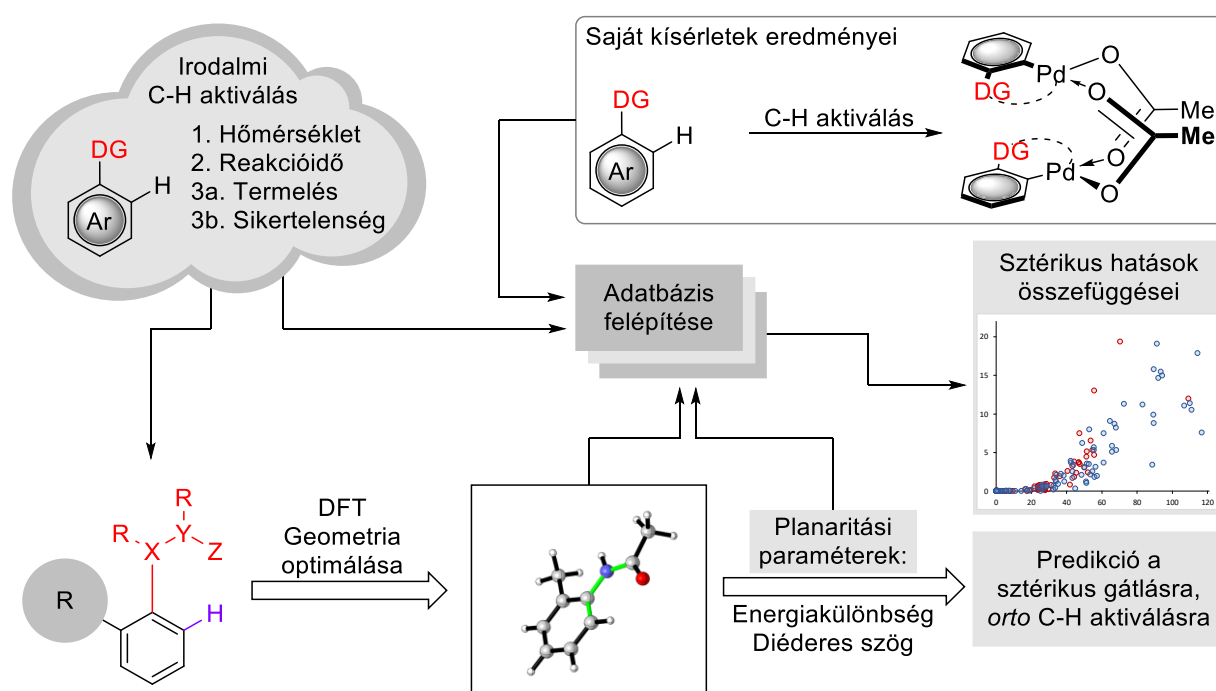 Irodalmi
C-H aktiválás
1. Hőmérséklet
2. Reakcióidő
3a. Termelés
3b. Sikertelenség
DG
H
Ar
Saját kísérletek eredményei
DG
H
Ar
C-H aktiválás
DG
Pd
O
O
Me
Me
DG
Pd
O
O
Adatbázis
felépítése
Sztérikus hatások
összefüggései
20
15
10
5
0
0 20 40 60 80 100 120
R
R
X
Y
Z
H
R
DFT
Geometria
optimálása
Planaritási
paraméterek:
Energiakülönbség
Diéderes szög
Predikció a
sztérikus gátlásra,
orto C-H aktiválásra